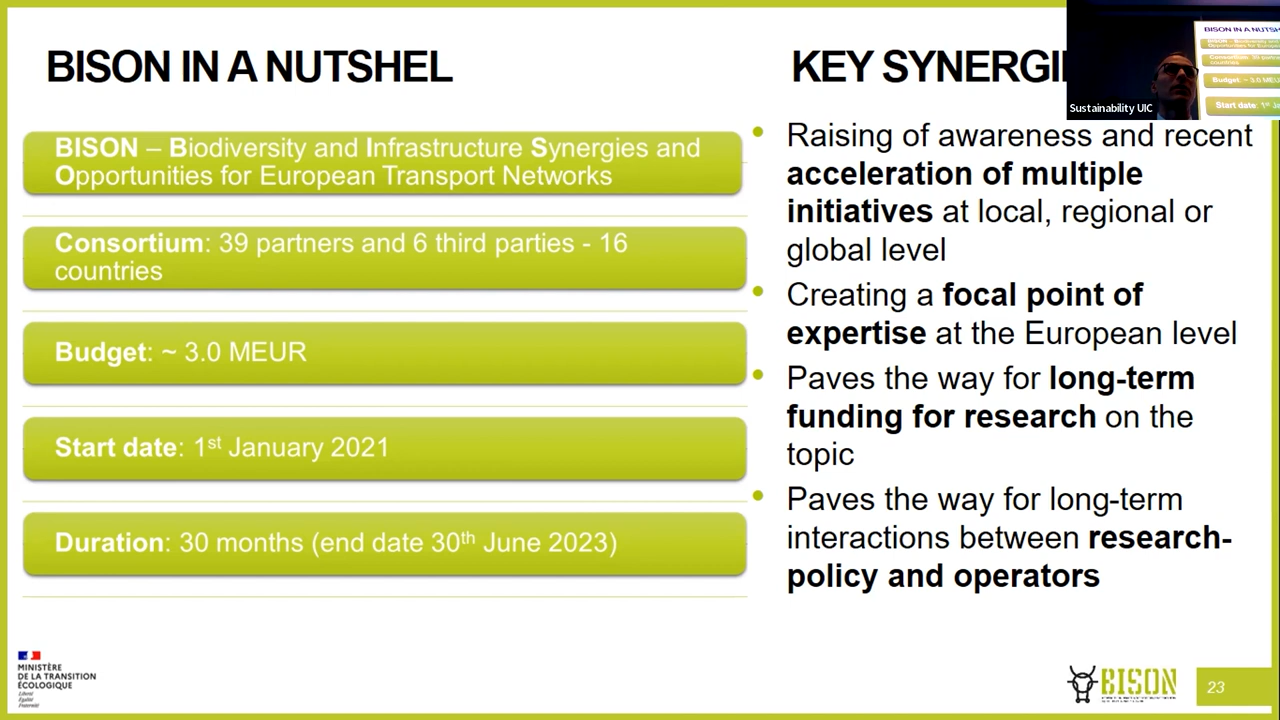 BISON IN A NUTSHEL
BISON – Biodiversity and Infrastructure Synergies and
Opportunities for European Transport Networks
Consortium: 39 partners and 6 third parties - 16
countries
Budget: ~ 3.0 MEUR
Start date: 1st January 2021
Duration: 30 months (end date 30th June 2023)
KEY SYNERGI
Raising of awareness and recent
acceleration of multiple
initiatives at local, regional or
global level
Creating a focal point of
expertise at the European level
Paves the way for long-term
funding for research on the
topic
Paves the way for long-term
interactions between research-
policy and operators
Sustainability UIC
MINISTÈRE
DE LA TRANSITION
ÉCOLOGIQUE
Liberté
Égalité
Fraternité
BISON
23